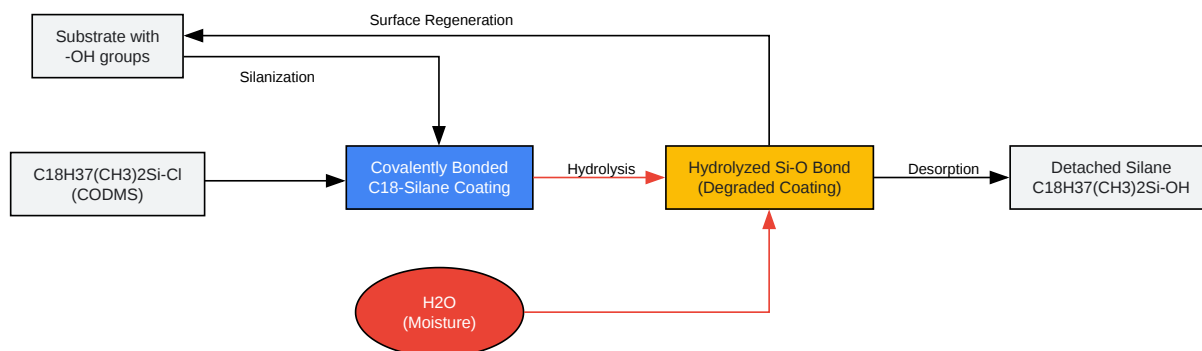 Surface Regeneration
Substrate with
-OH groups
Silanization
C18H37(CH3)2Si-Cl
(CODMS)
Covalently Bonded
C18-Silane Coating
Hydrolysis
Hydrolyzed Si-O Bond
(Degraded Coating)
Desorption
Detached Silane
C18H37(CH3)2Si-OH
H2O
(Moisture)